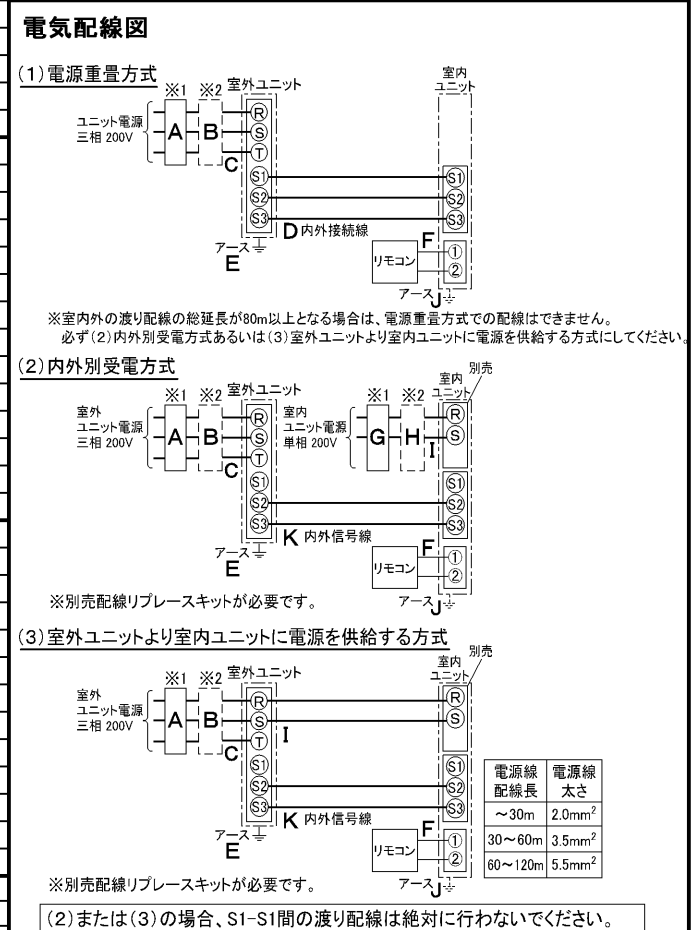 電気配線図
(1)電源重畳方式
※1 ※2 室外ユニット
室内
ユニット
ユニット電源
三相 200V
A B C
R
S
T
S1
S2
S3
S1
S2
S3
D 内外接続線
アース
E
リモコン
F
①
②
アース J
※室内外の渡り配線の総延長が80m以上となる場合は、電源重畳方式での配線はできません。
必ず(2)内外別受電方式あるいは(3)室外ユニットより室内ユニットに電源を供給する方式にしてください。
(2)内外別受電方式
※1 ※2 室外ユニット
※1 ※2
室内
ユニット
別売
室外
ユニット電源
三相 200V
A B C
R
S
T
S1
S2
S3
室内
ユニット電源
単相 200V
G H I
R
S
S1
S2
S3
K 内外信号線
アース
E
リモコン
F
①
②
アース J
※別売配線リプレースキットが必要です。
(3)室外ユニットより室内ユニットに電源を供給する方式
※1 ※2 室外ユニット
室内
ユニット
別売
室外
ユニット電源
三相 200V
A B C
R
S
T
S1
S2
S3
I
R
S
S1
S2
S3
K 内外信号線
アース
E
リモコン
F
①
②
アース J
電源線 配線長 電源線 太さ
~30m 2.0mm²
30~60m 3.5mm²
60~120m 5.5mm²
※別売配線リプレースキットが必要です。
(2)または(3)の場合、S1-S1間の渡り配線は絶対に行わないでください。